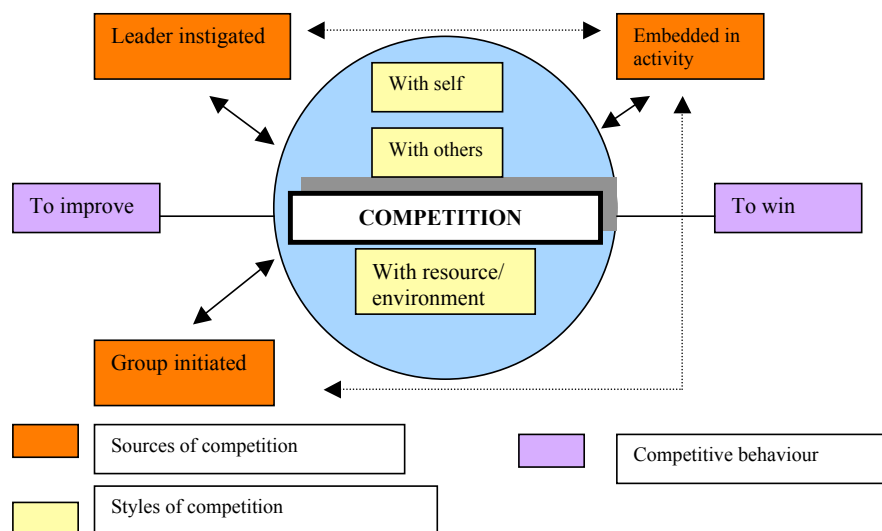 Leader instigated
Embedded in
activity
With self
With others
To improve
COMPETITION
To win
With resource/
environment
Group initiated
Sources of competition
Competitive behaviour
Styles of competition